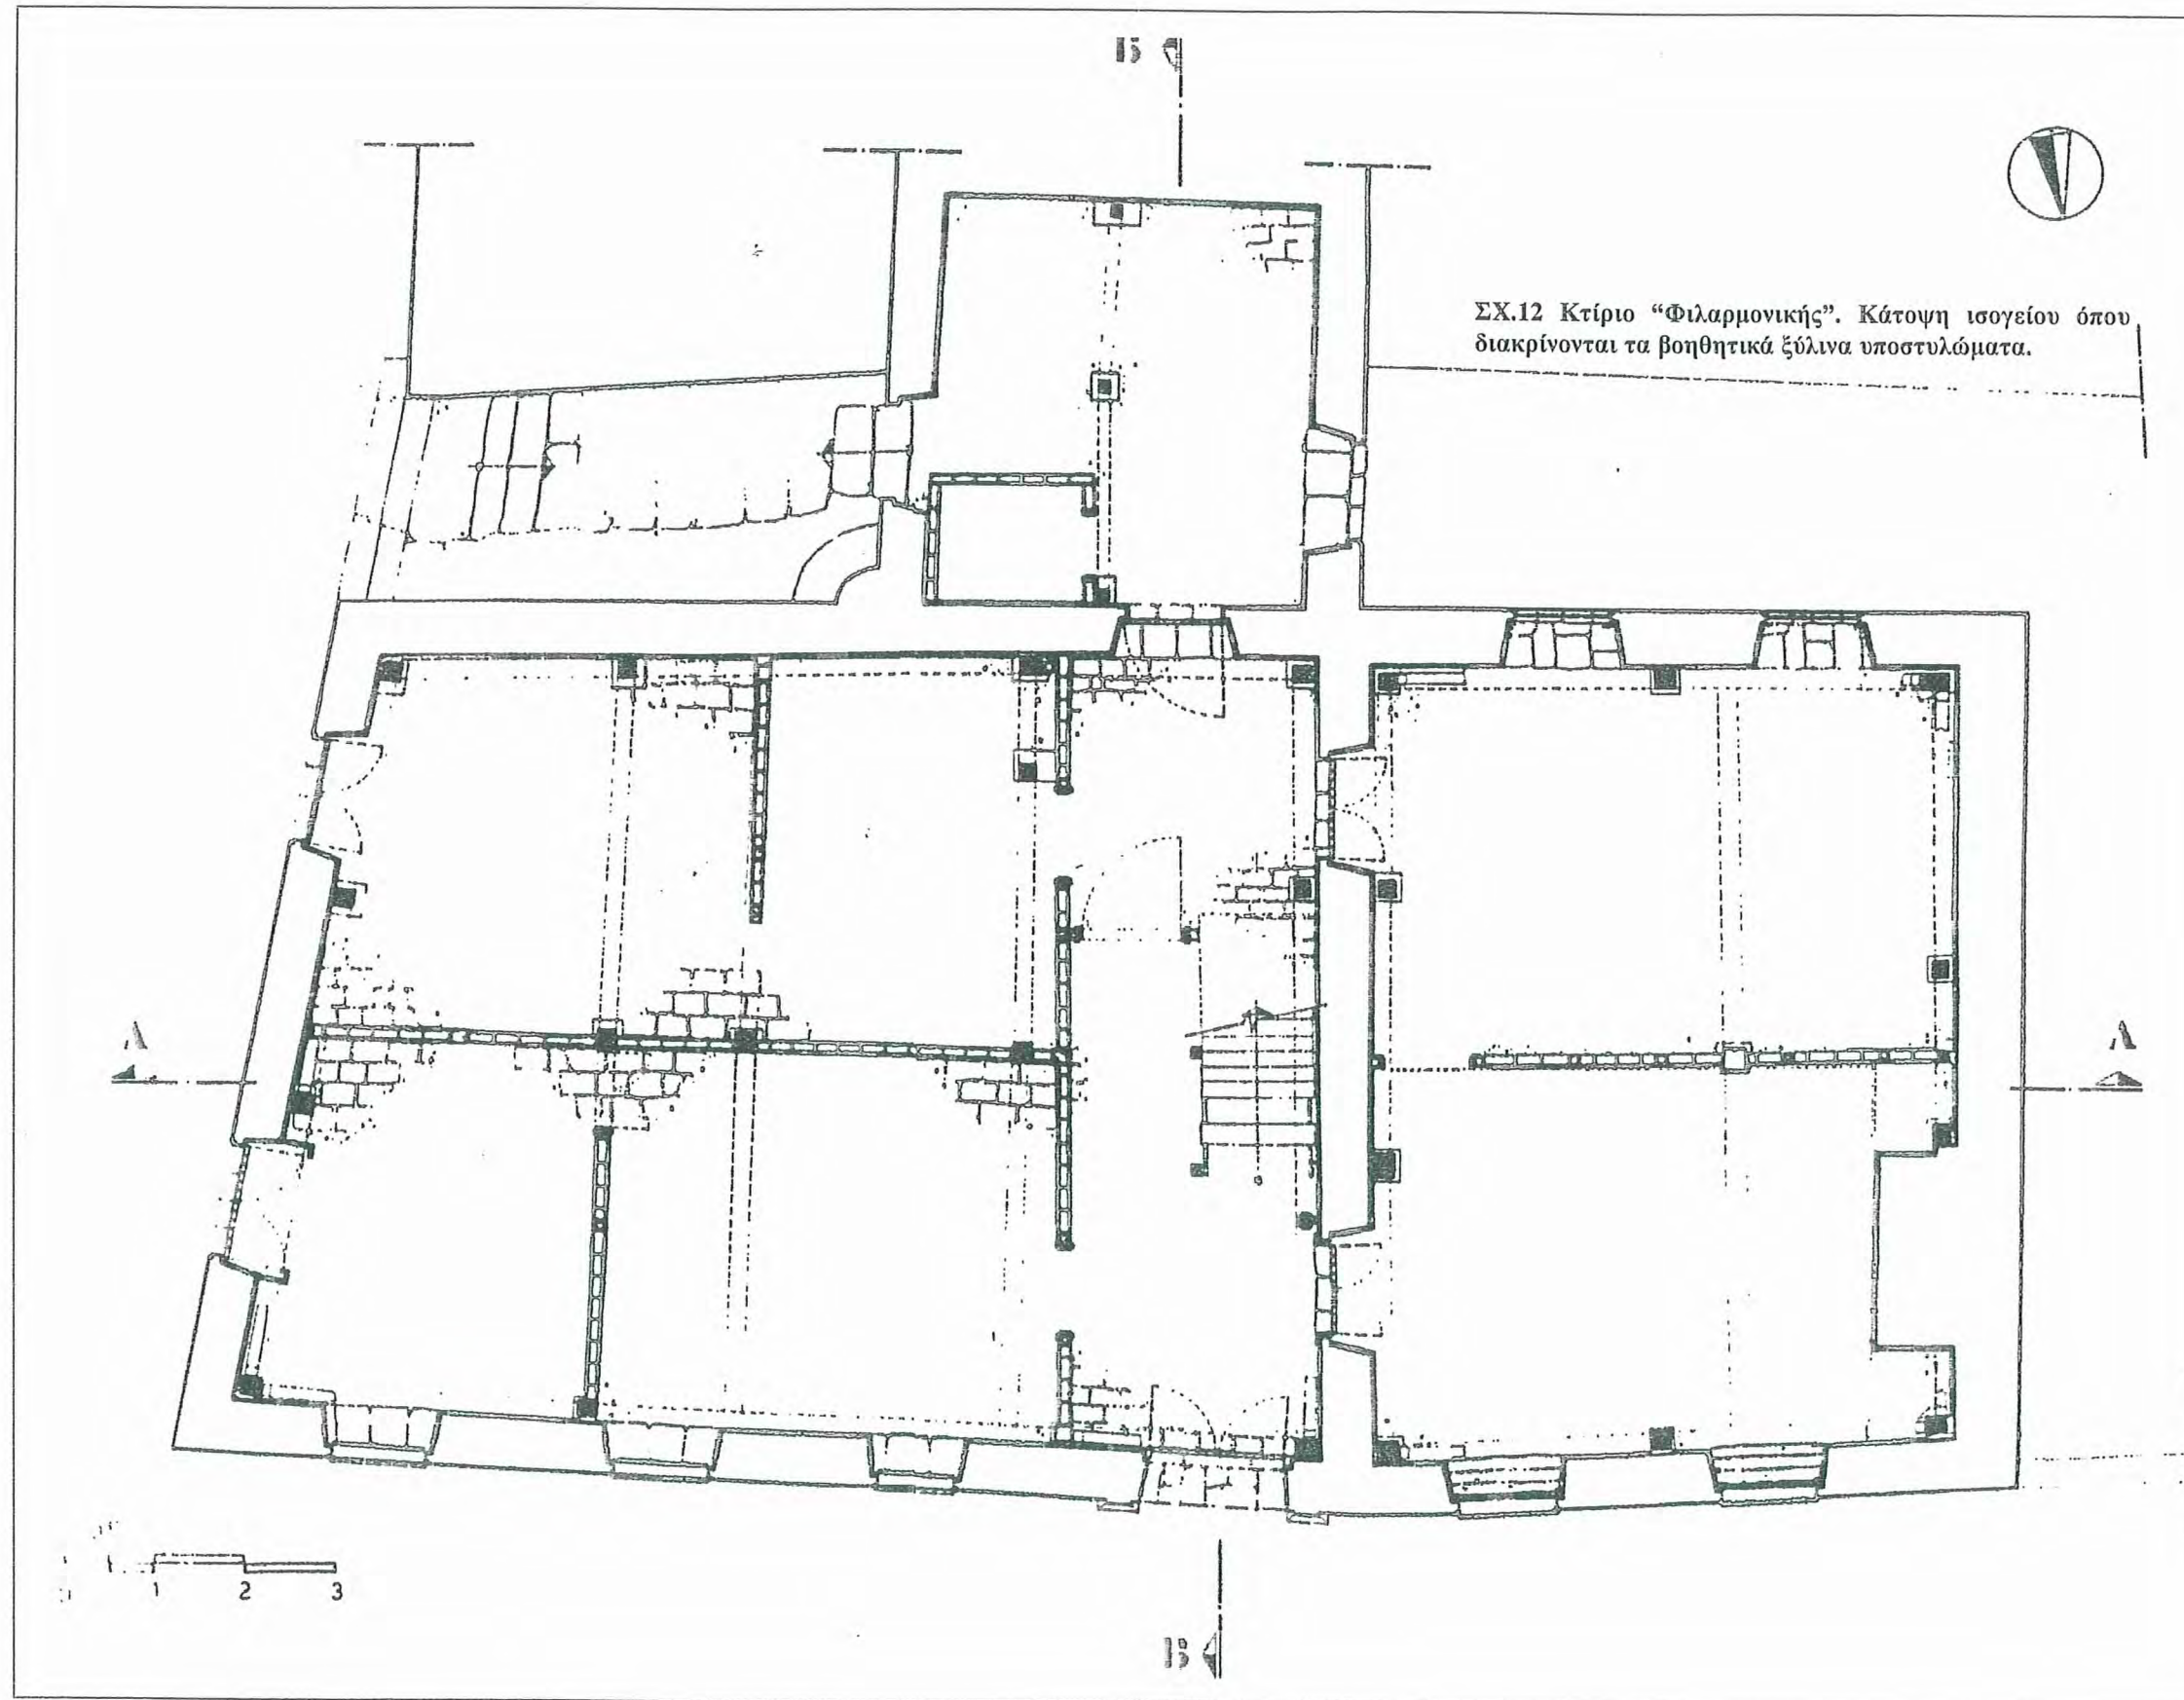 B
ΣΧ.12 Κτίριο “Φιλαρμονικής”. Κάτοψη ισογείου όπου
διακρίνονται τα βοηθητικά ξύλινα υποστυλώματα.
A
A
1 2 3
B